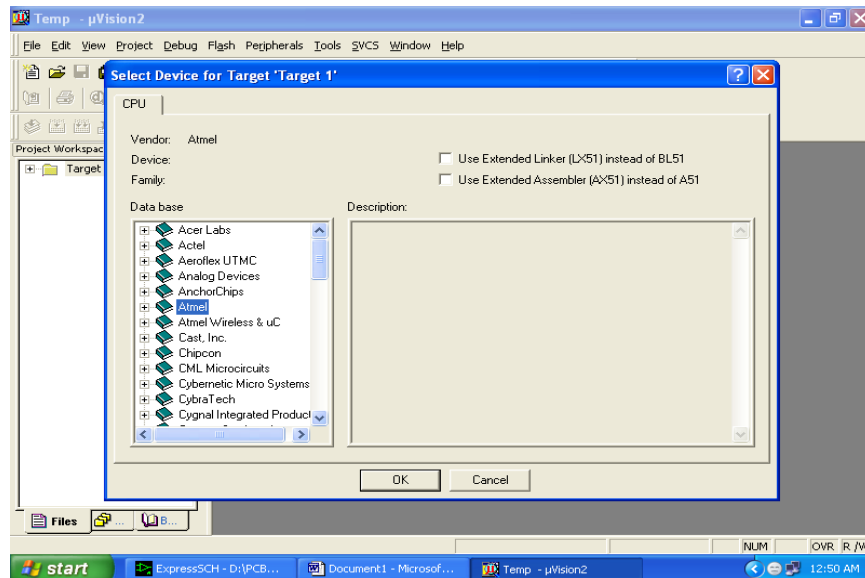 Temp - µVision2
File Edit View Project Debug Flash Peripherals Tools SVCS Window Help
Select Device for Target 'Target 1'
CPU
Vendor: Atmel
Device:
Use Extended Linker (LX51) instead of BL51
Family:
Use Extended Assembler (AX51) instead of A51
Project Workspac
Target
Data base
Description:
Acer Labs
Actel
Aeroflex UTMC
Analog Devices
AnchorChips
Atmel
Atmel Wireless & uC
Cast, Inc.
Chipcon
CML Microcircuits
Cybernetic Micro Systems
CybraTech
Cygnal Integrated Product
OK Cancel
Files ... B...
NUM OVR R /W
start ExpressSCH - D:\PCB... Document1 - Microsof... Temp - µVision2 12:50 AM